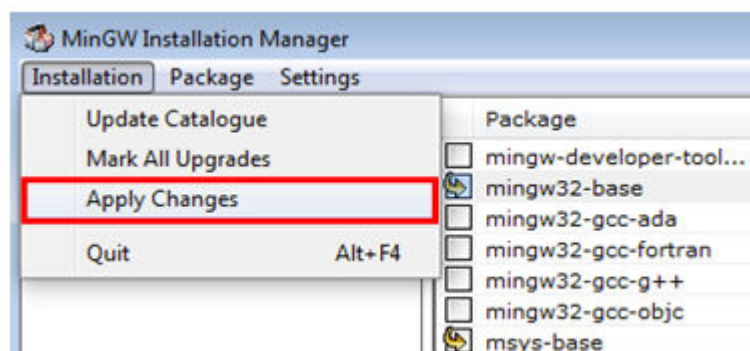 MinGW Installation Manager
Installation Package Settings
Update Catalogue
Mark All Upgrades
Apply Changes
Quit Alt+F4
Package
mingw-developer-tool...
mingw32-base
mingw32-gcc-ada
mingw32-gcc-fortran
mingw32-gcc-g++
mingw32-gcc-objc
msys-base